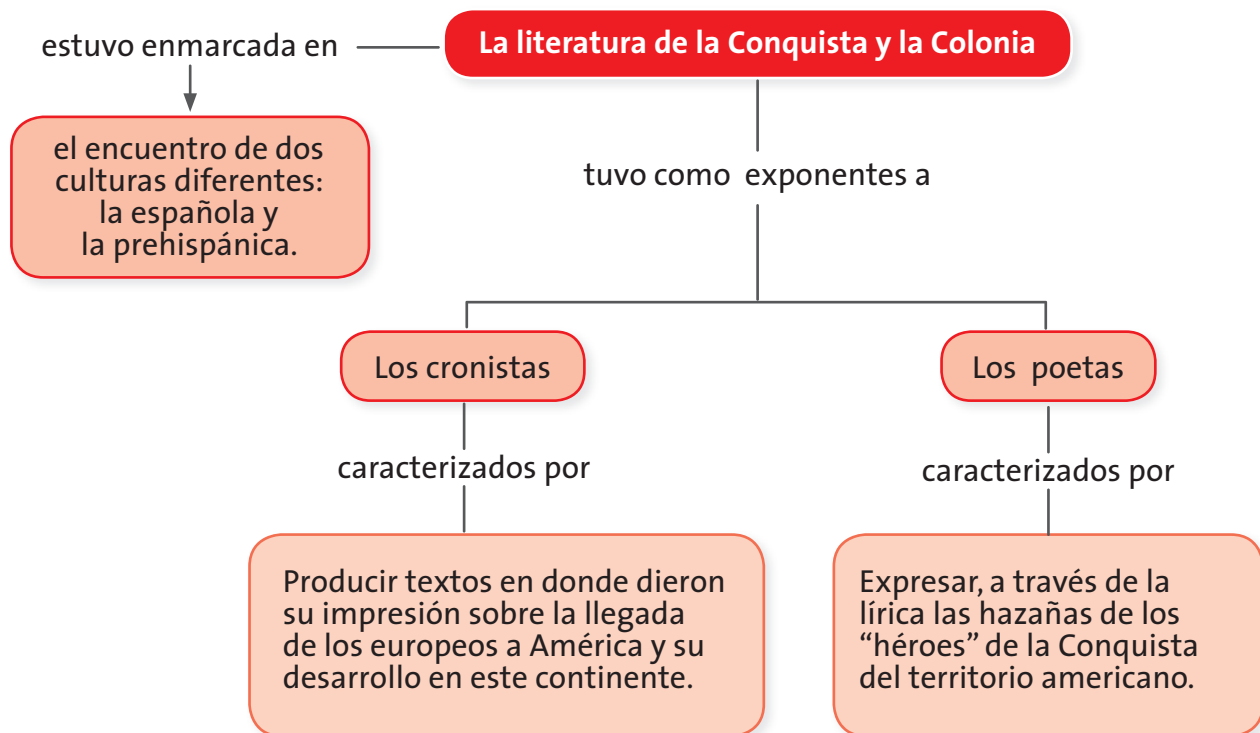 La literatura de la Conquista y la Colonia
estuvo enmarcada en
el encuentro de dos
culturas diferentes:
la española y
la prehispánica.
tuvo como exponentes a
Los cronistas
caracterizados por
Producir textos en donde dieron
su impresión sobre la llegada
de los europeos a América y su
desarrollo en este continente.
Los poetas
caracterizados por
Expresar, a través de la
lírica las hazañas de los
“héroes” de la Conquista
del territorio americano.